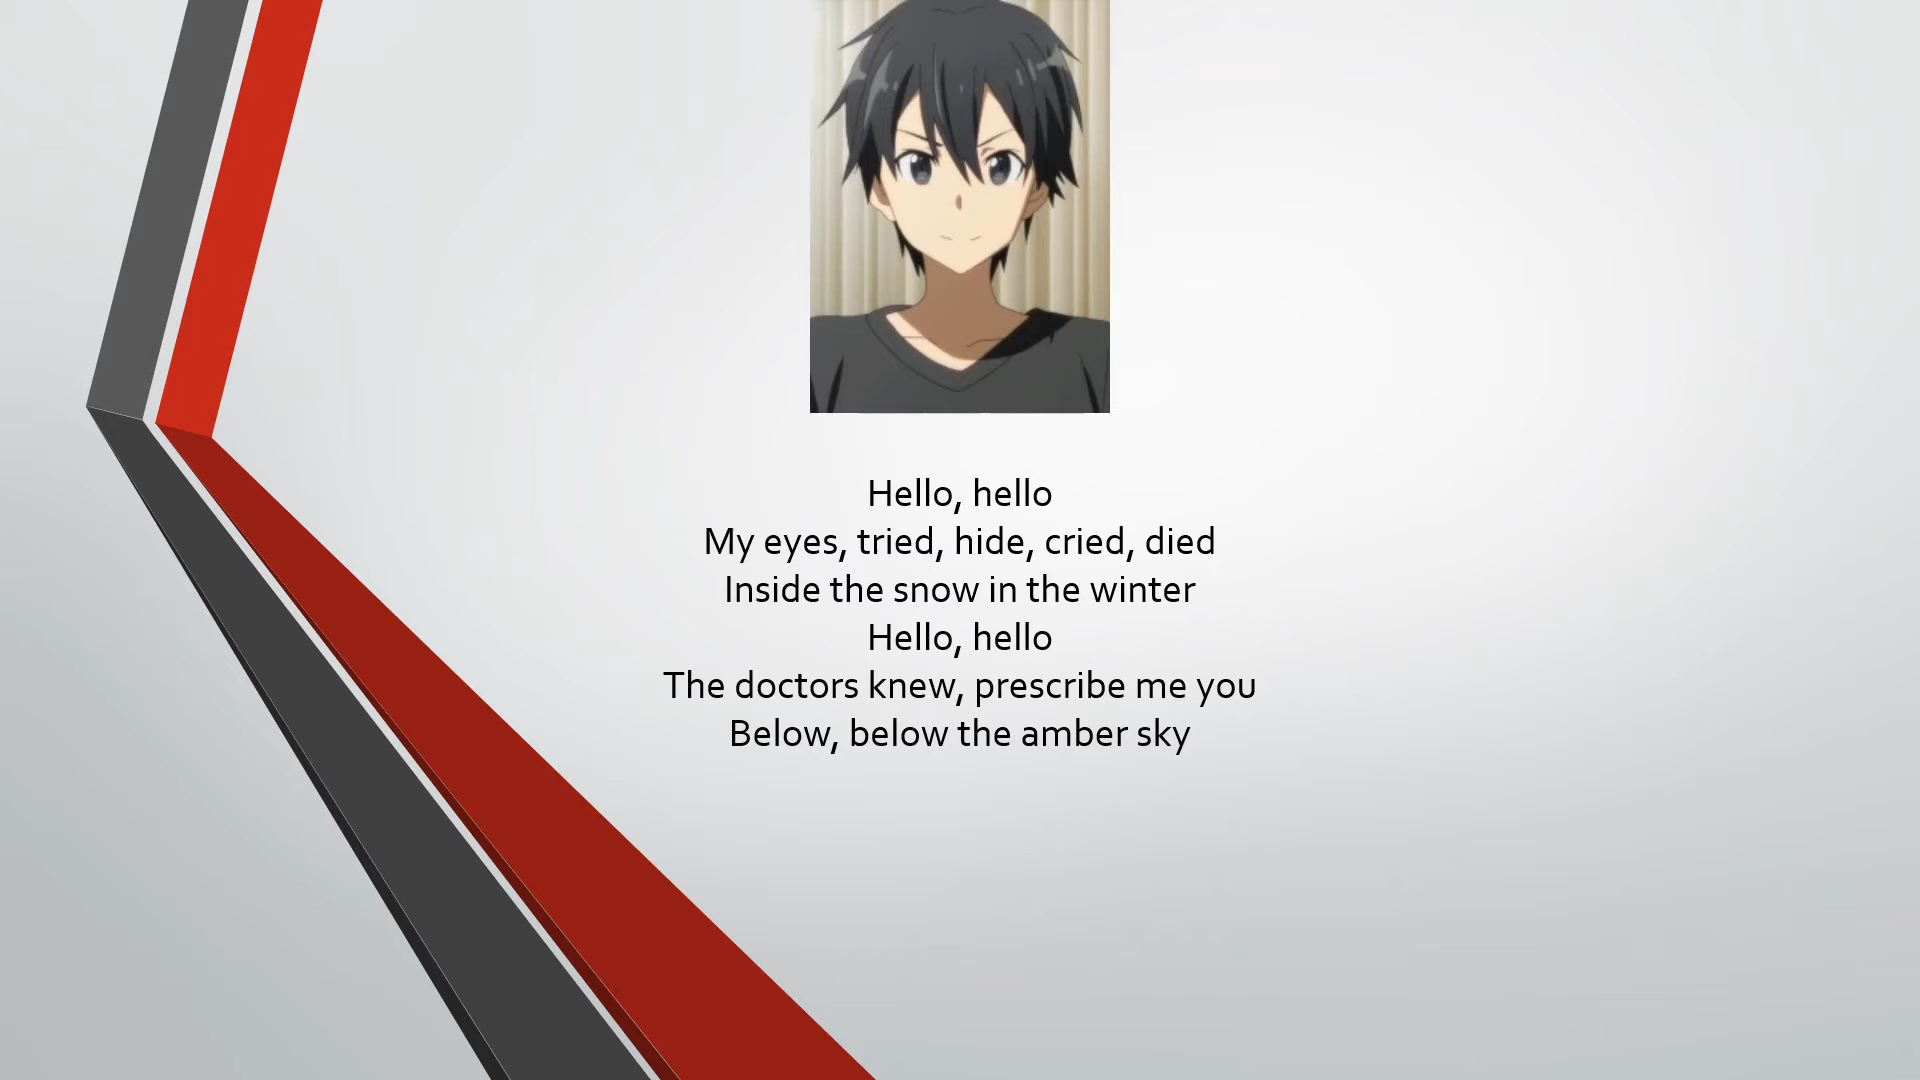 Hello, hello
My eyes, tried, hide, cried, died
Inside the snow in the winter
Hello, hello
The doctors knew, prescribe me you
Below, below the amber sky